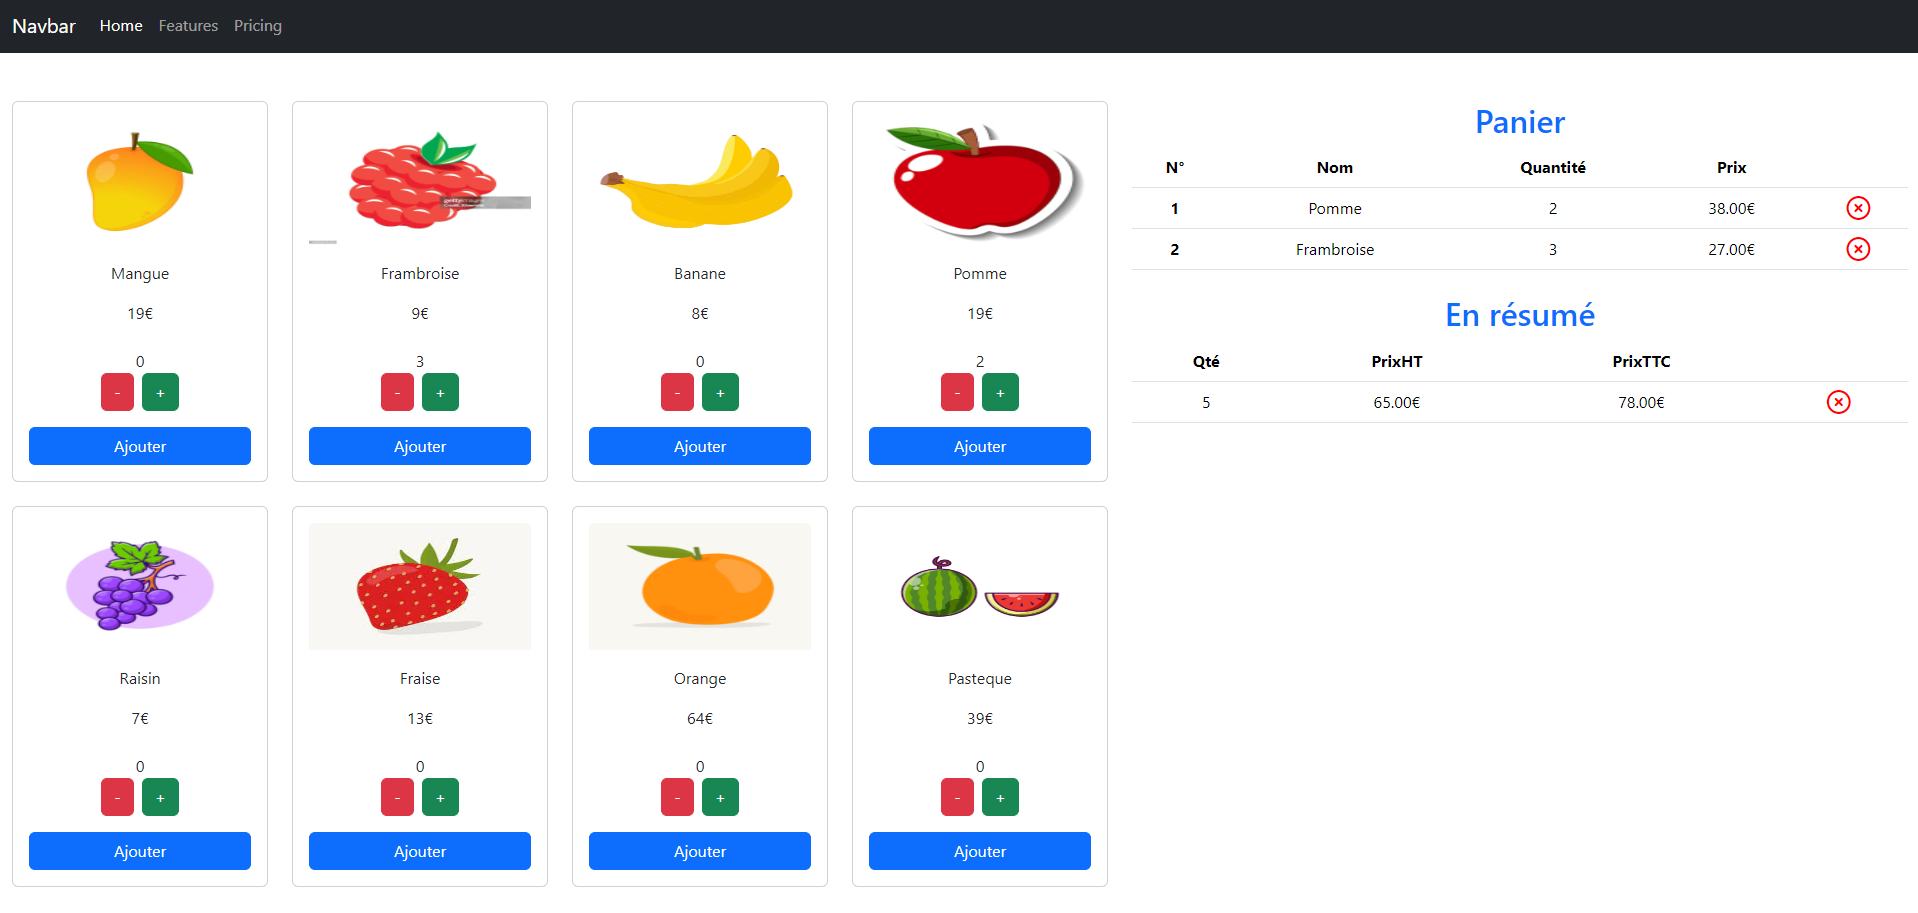 Navbar Home Features Pricing
Mangue
19€
0
- +
Ajouter
Frambroise
9€
3
- +
Ajouter
Banane
8€
0
- +
Ajouter
Pomme
19€
2
- +
Ajouter
Raisin
7€
0
- +
Ajouter
Fraise
13€
0
- +
Ajouter
Orange
64€
0
- +
Ajouter
Pasteque
39€
0
- +
Ajouter
Panier
N° Nom Quantité Prix
1 Pomme 2 38.00€
2 Frambroise 3 27.00€
En résumé
Qté PrixHT PrixTTC
5 65.00€ 78.00€